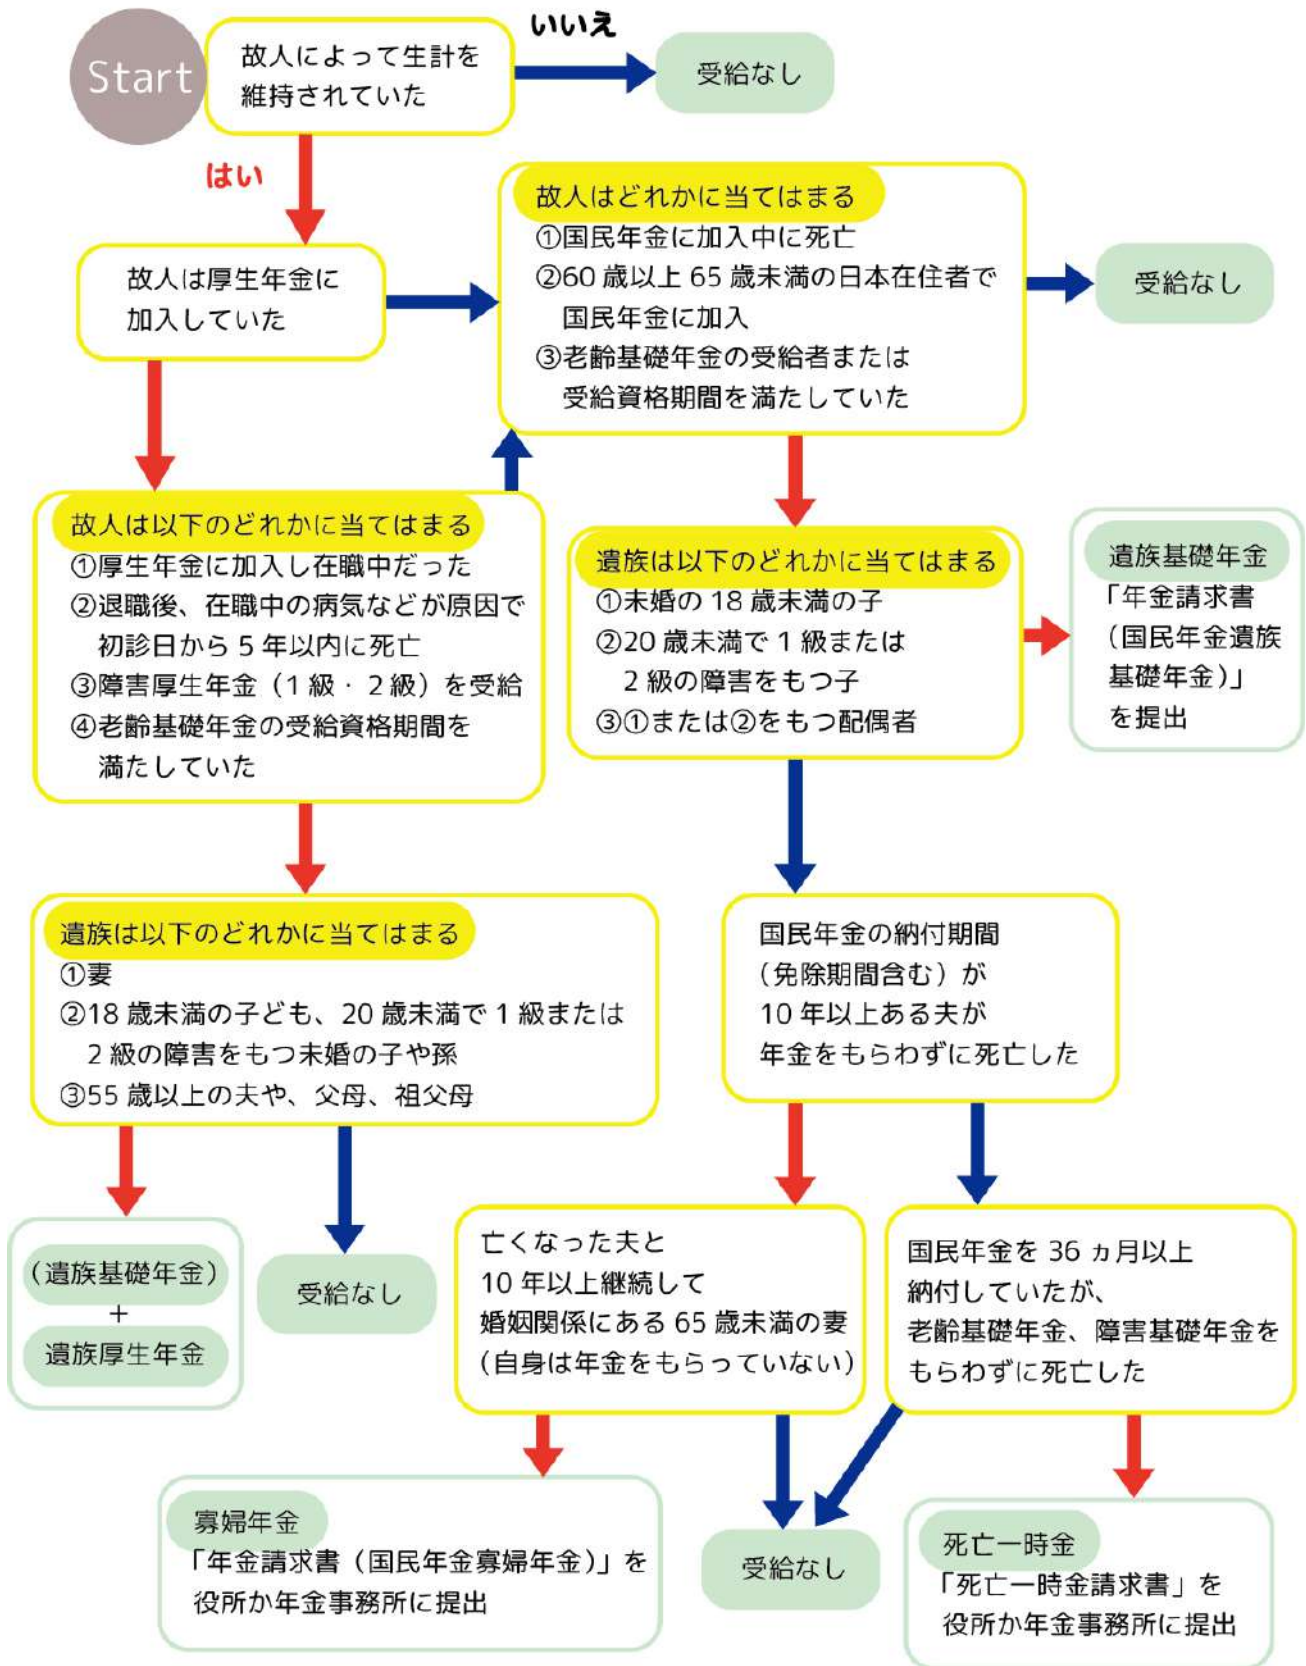 Start
故人によって生計を
維持されていた
いいえ
受給なし
はい
故人は厚生年金に
加入していた
故人はどれかに当てはまる
①国民年金に加入中に死亡
②60歳以上65歳未満の日本在住者で
国民年金に加入
③老齢基礎年金の受給者または
受給資格期間を満たしていた
受給なし
故人は以下のどれかに当てはまる
①厚生年金に加入し在職中だった
②退職後、在職中の病気などが原因で
初診日から5年以内に死亡
③障害厚生年金（1級・2級）を受給
④老齢基礎年金の受給資格期間を
満たしていた
遺族は以下のどれかに当てはまる
①未婚の18歳未満の子
②20歳未満で1級または
2級の障害をもつ子
③①または②をもつ配偶者
遺族基礎年金
「年金請求書
（国民年金遺族
基礎年金）」
を提出
遺族は以下のどれかに当てはまる
①妻
②18歳未満の子ども、20歳未満で1級または
2級の障害をもつ未婚の子や孫
③55歳以上の夫や、父母、祖父母
国民年金の納付期間
（免除期間含む）が
10年以上ある夫が
年金をもらわずに死亡した
（遺族基礎年金）
+
遺族厚生年金
受給なし
亡くなった夫と
10年以上継続して
婚姻関係にある65歳未満の妻
（自身は年金をもらっていない）
国民年金を36ヵ月以上
納付していたが、
老齢基礎年金、障害基礎年金を
もらわずに死亡した
寡婦年金
「年金請求書（国民年金寡婦年金）」を
役所か年金事務所に提出
受給なし
死亡一時金
「死亡一時金請求書」を
役所か年金事務所に提出